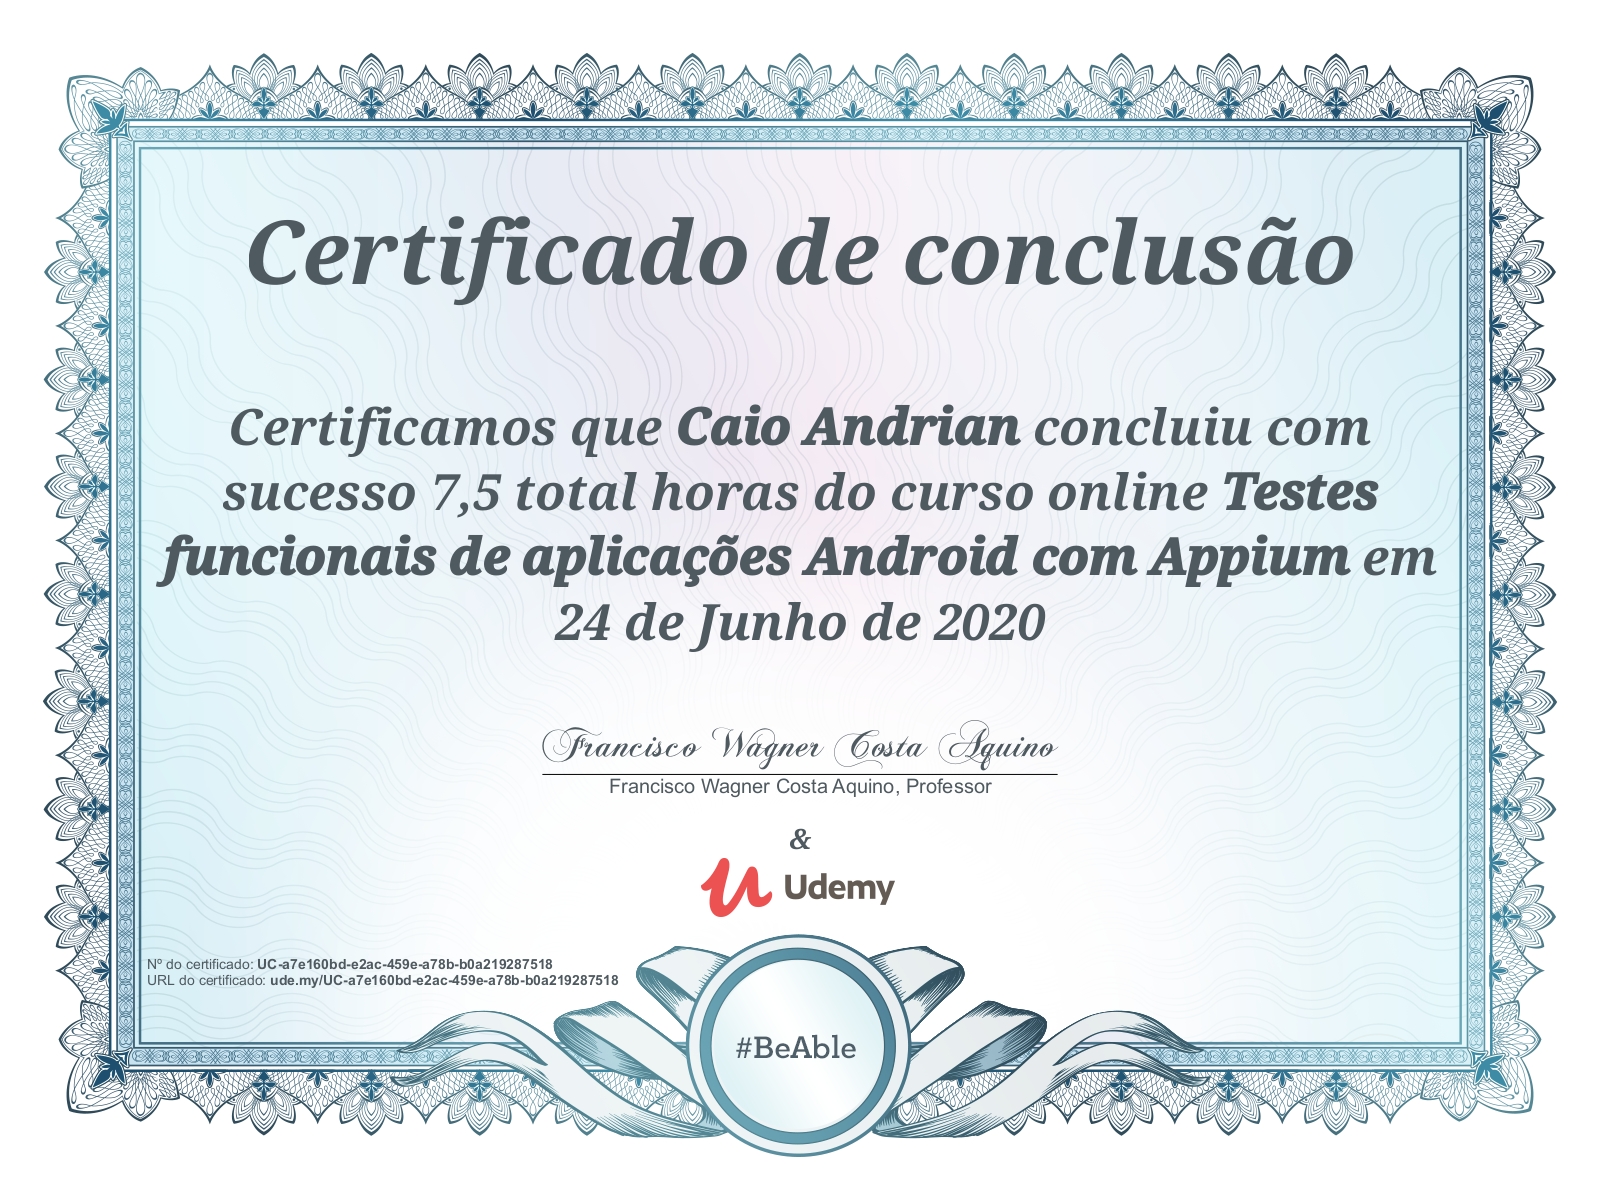 Certificado de conclusão
Certificamos que Caio Andrian concluiu com
sucesso 7,5 total horas do curso online Testes
funcionais de aplicações Android com Appium em
24 de Junho de 2020
Francisco Wagner Costa Aquino
Francisco Wagner Costa Aquino, Professor
&
Udemy
Nº do certificado: UC-a7e160bd-e2ac-459e-a78b-b0a219287518
URL do certificado: ude.my/UC-a7e160bd-e2ac-459e-a78b-b0a219287518
#BeAble